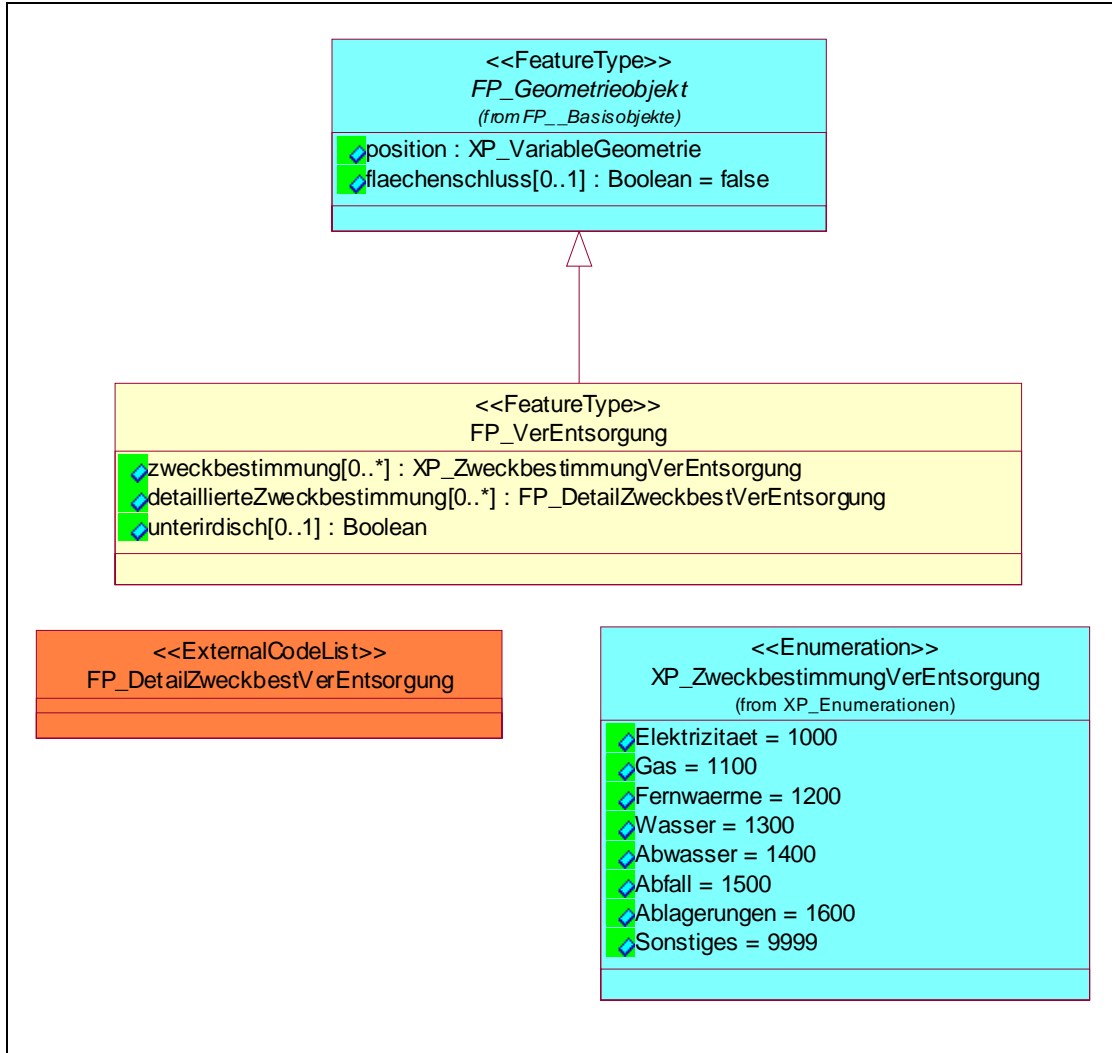 <<FeatureType>>
FP_Geometrieobjekt
(from FP__Basisobjekte)
position : XP_VariableGeometrie
flaechenschluss[0..1] : Boolean = false
<<FeatureType>>
FP_VerEntsorgung
zweckbestimmung[0..*] : XP_ZweckbestimmungVerEntsorgung
detaillierteZweckbestimmung[0..*] : FP_DetailZweckbestVerEntsorgung
unterirdisch[0..1] : Boolean
<<ExternalCodeList>>
FP_DetailZweckbestVerEntsorgung
<<Enumeration>>
XP_ZweckbestimmungVerEntsorgung
(from XP_Enumerationen)
Elektrizitaet = 1000
Gas = 1100
Fernwaerme = 1200
Wasser = 1300
Abwasser = 1400
Abfall = 1500
Ablagerungen = 1600
Sonstiges = 9999